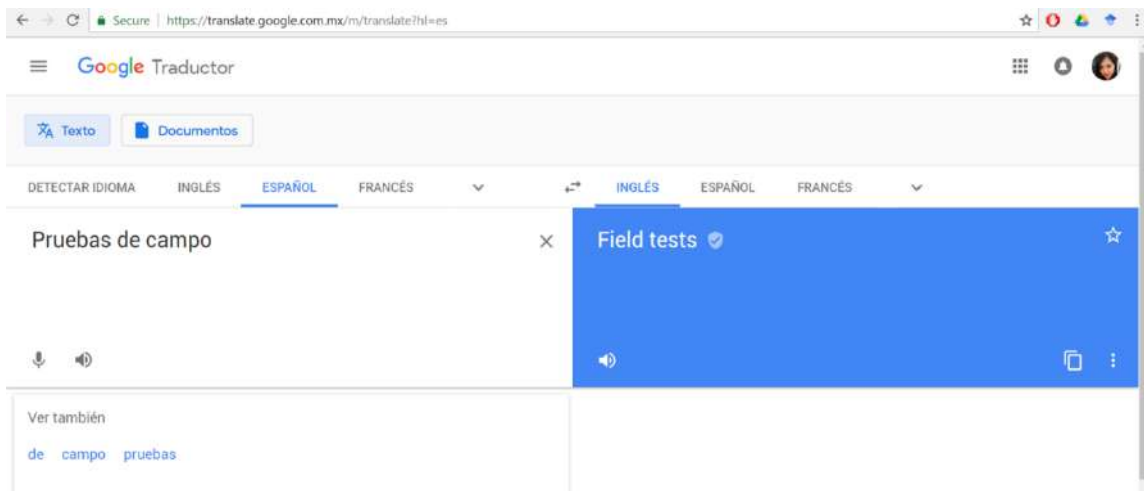 Secure | https://translate.google.com.mx/m/translate?hl=es
Google Traductor
Texto Documentos
DETECTAR IDIOMA INGLÉS ESPAÑOL FRANCÉS INGLÉS ESPAÑOL FRANCÉS
Pruebas de campo Field tests
Ver también
de campo pruebas